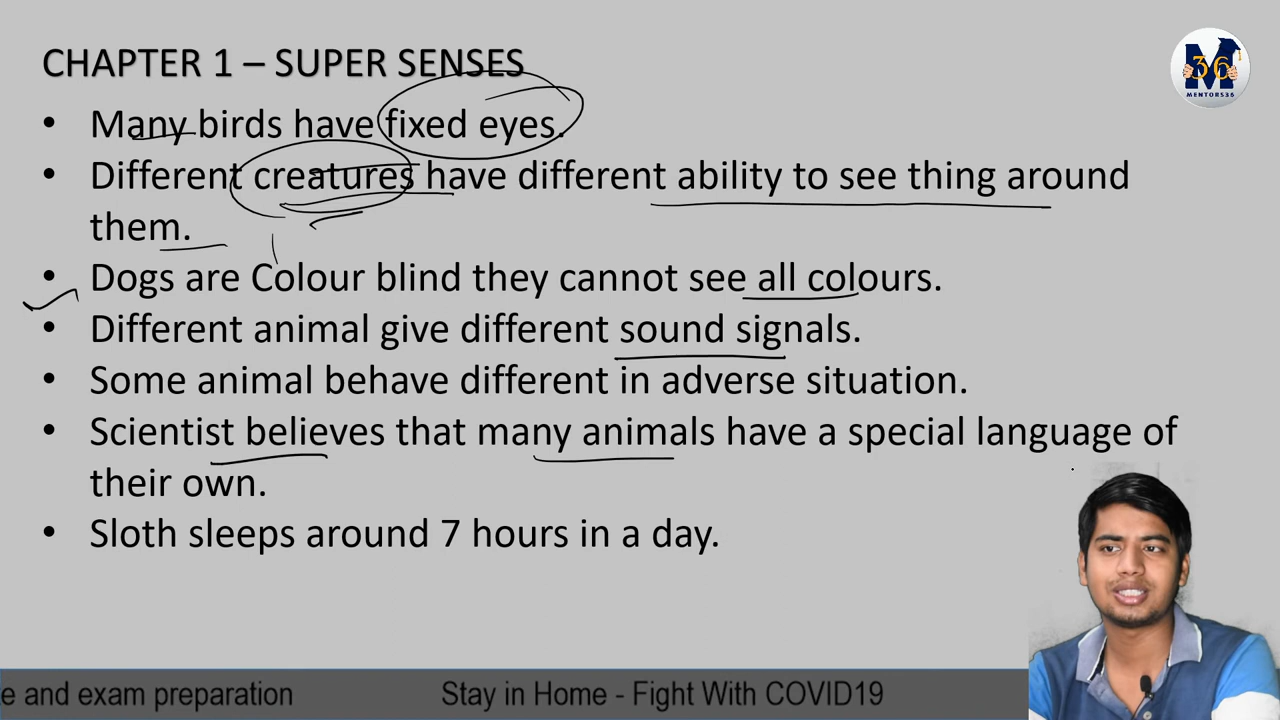 CHAPTER 1 – SUPER SENSES
M
36
MENTORS36
• Many birds have fixed eyes.
• Different creatures have different ability to see thing around
them.
• Dogs are Colour blind they cannot see all colours.
• Different animal give different sound signals.
• Some animal behave different in adverse situation.
• Scientist believes that many animals have a special language of
their own.
• Sloth sleeps around 7 hours in a day.
e and exam preparation
Stay in Home - Fight With COVID19